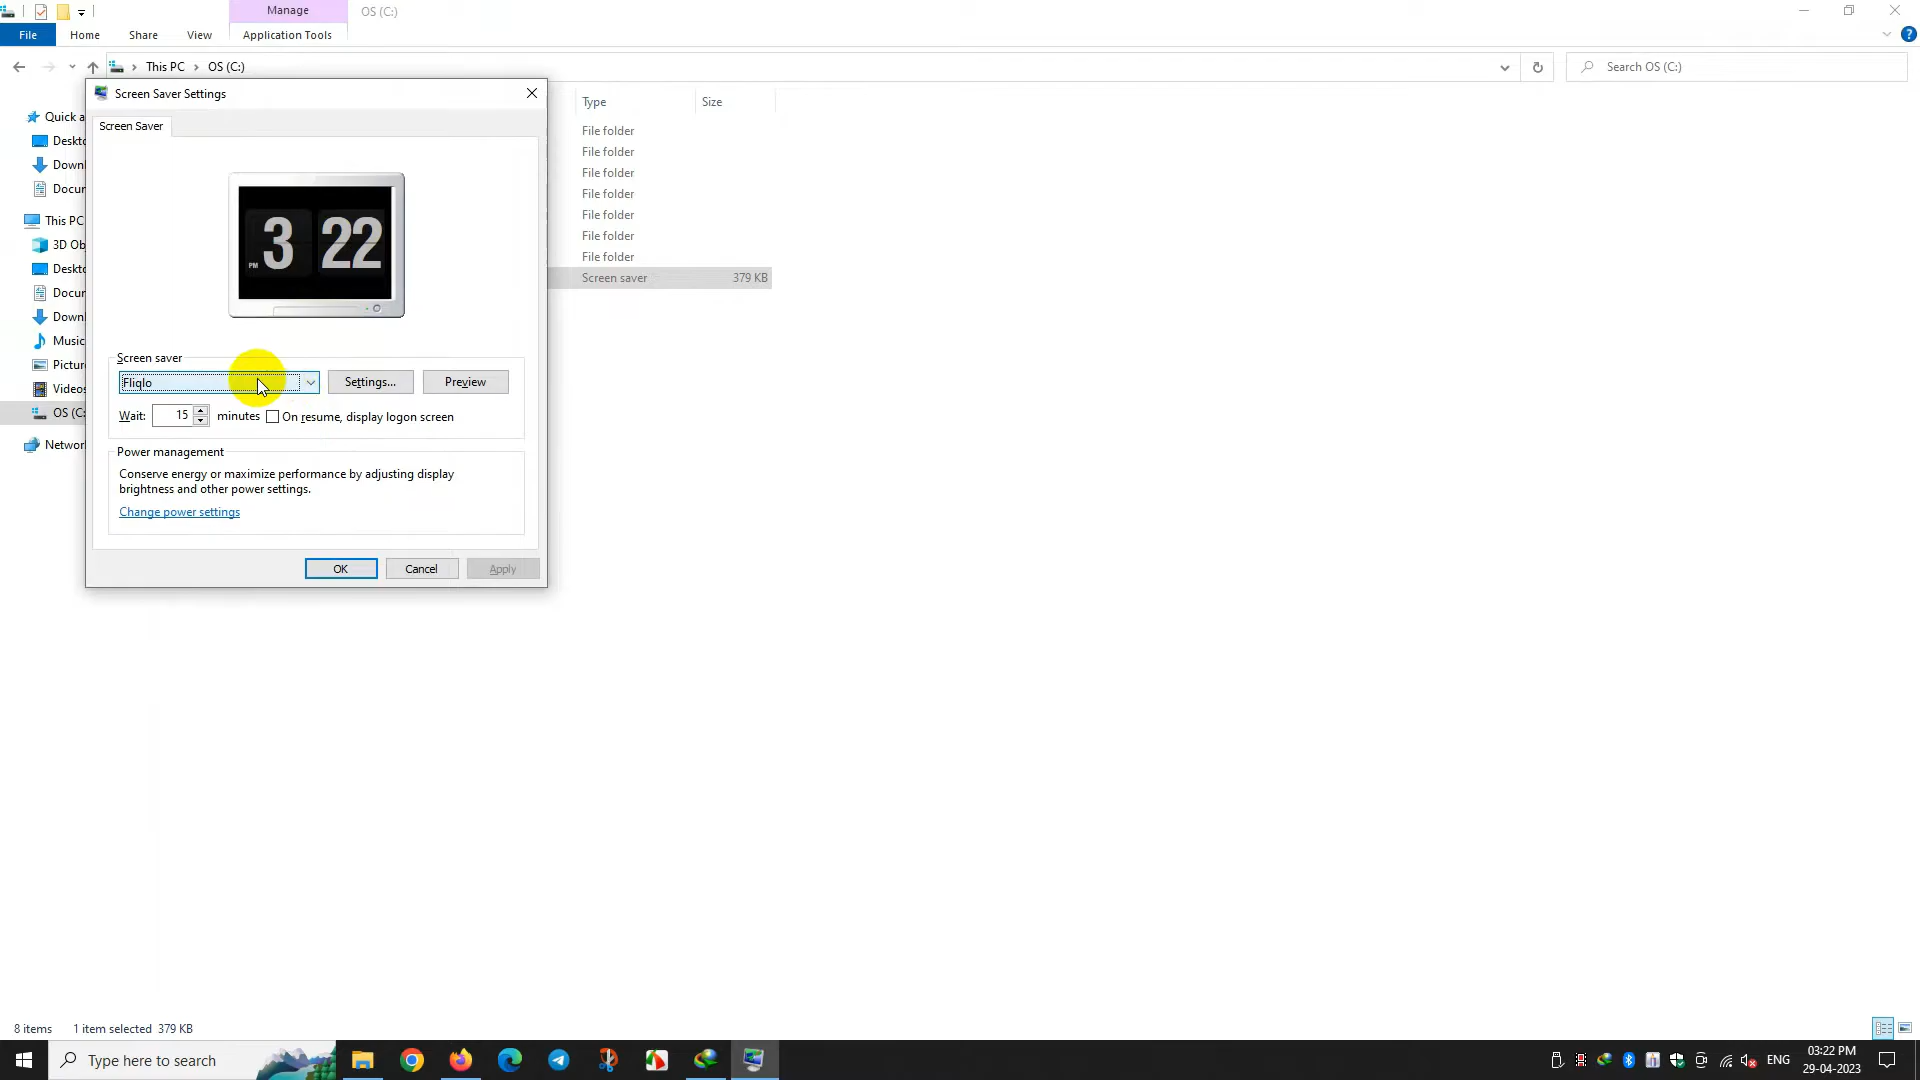 Manage
OS (C:)
File
Home
Share
View
Application Tools
This PC
OS (C:)
Search OS (C:)
Screen Saver Settings
Type
Size
Screen Saver
Quick a
Deskto
Downl
Docur
This PC
3D Ob
Deskto
Docur
Downl
Music
Picture
Videos
OS (C:
Networ
File folder
File folder
File folder
File folder
File folder
File folder
File folder
Screen saver
379 KB
PM
3
22
Screen saver
Fliqlo
Settings...
Preview
Wait:
15
minutes
On resume, display logon screen
Power management
Conserve energy or maximize performance by adjusting display
brightness and other power settings.
Change power settings
OK
Cancel
Apply
8 items
1 item selected 379 KB
Type here to search
ENG
03:22 PM
29-04-2023